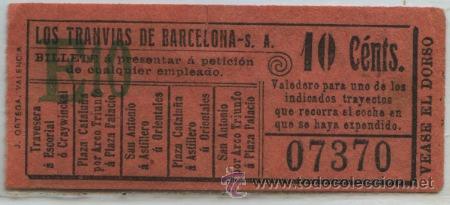 J. ORTEGA, VALENCIA
LOS TRANVIAS DE BARCELONA-S. A.
BILLETE á presentar á petición
de cualquier empleado.
E/O
Travesera
á Escorial
ó Craywinckel
Plaza Cataluña
por Arco Triunfo
á Plaza Palacio
San Antonio
á Astillero
ó Orientales
Plaza Cataluña
á Astillero
ó Orientales
San Antonio
por Arco Triunfo
á Plaza Palacio
10 Cénts.
Valedero para uno de los
indicados trayectos
que recorra el coche en
que se haya expendido.
07370
VEASE EL DORSO
todocoleccion
todocoleccion.net